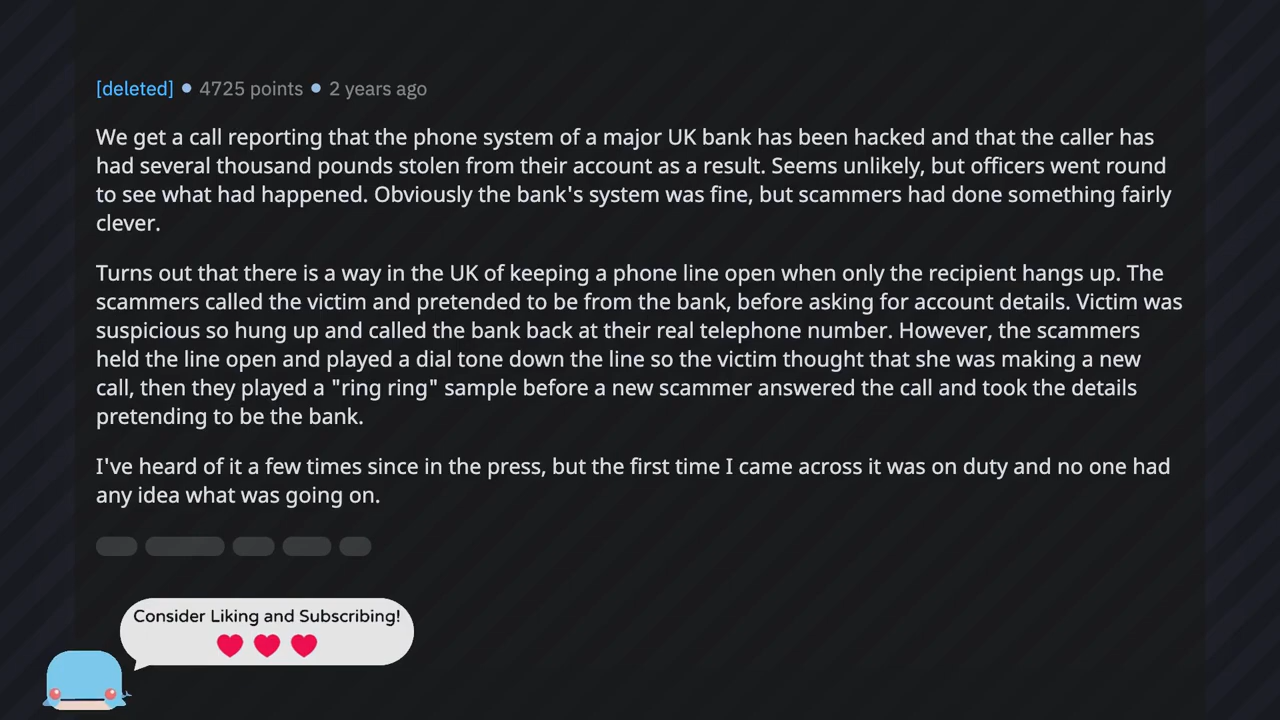 [deleted] • 4725 points • 2 years ago
We get a call reporting that the phone system of a major UK bank has been hacked and that the caller has
had several thousand pounds stolen from their account as a result. Seems unlikely, but officers went round
to see what had happened. Obviously the bank's system was fine, but scammers had done something fairly
clever.
Turns out that there is a way in the UK of keeping a phone line open when only the recipient hangs up. The
scammers called the victim and pretended to be from the bank, before asking for account details. Victim was
suspicious so hung up and called the bank back at their real telephone number. However, the scammers
held the line open and played a dial tone down the line so the victim thought that she was making a new
call, then they played a "ring ring" sample before a new scammer answered the call and took the details
pretending to be the bank.
I've heard of it a few times since in the press, but the first time I came across it was on duty and no one had
any idea what was going on.
Consider Liking and Subscribing!